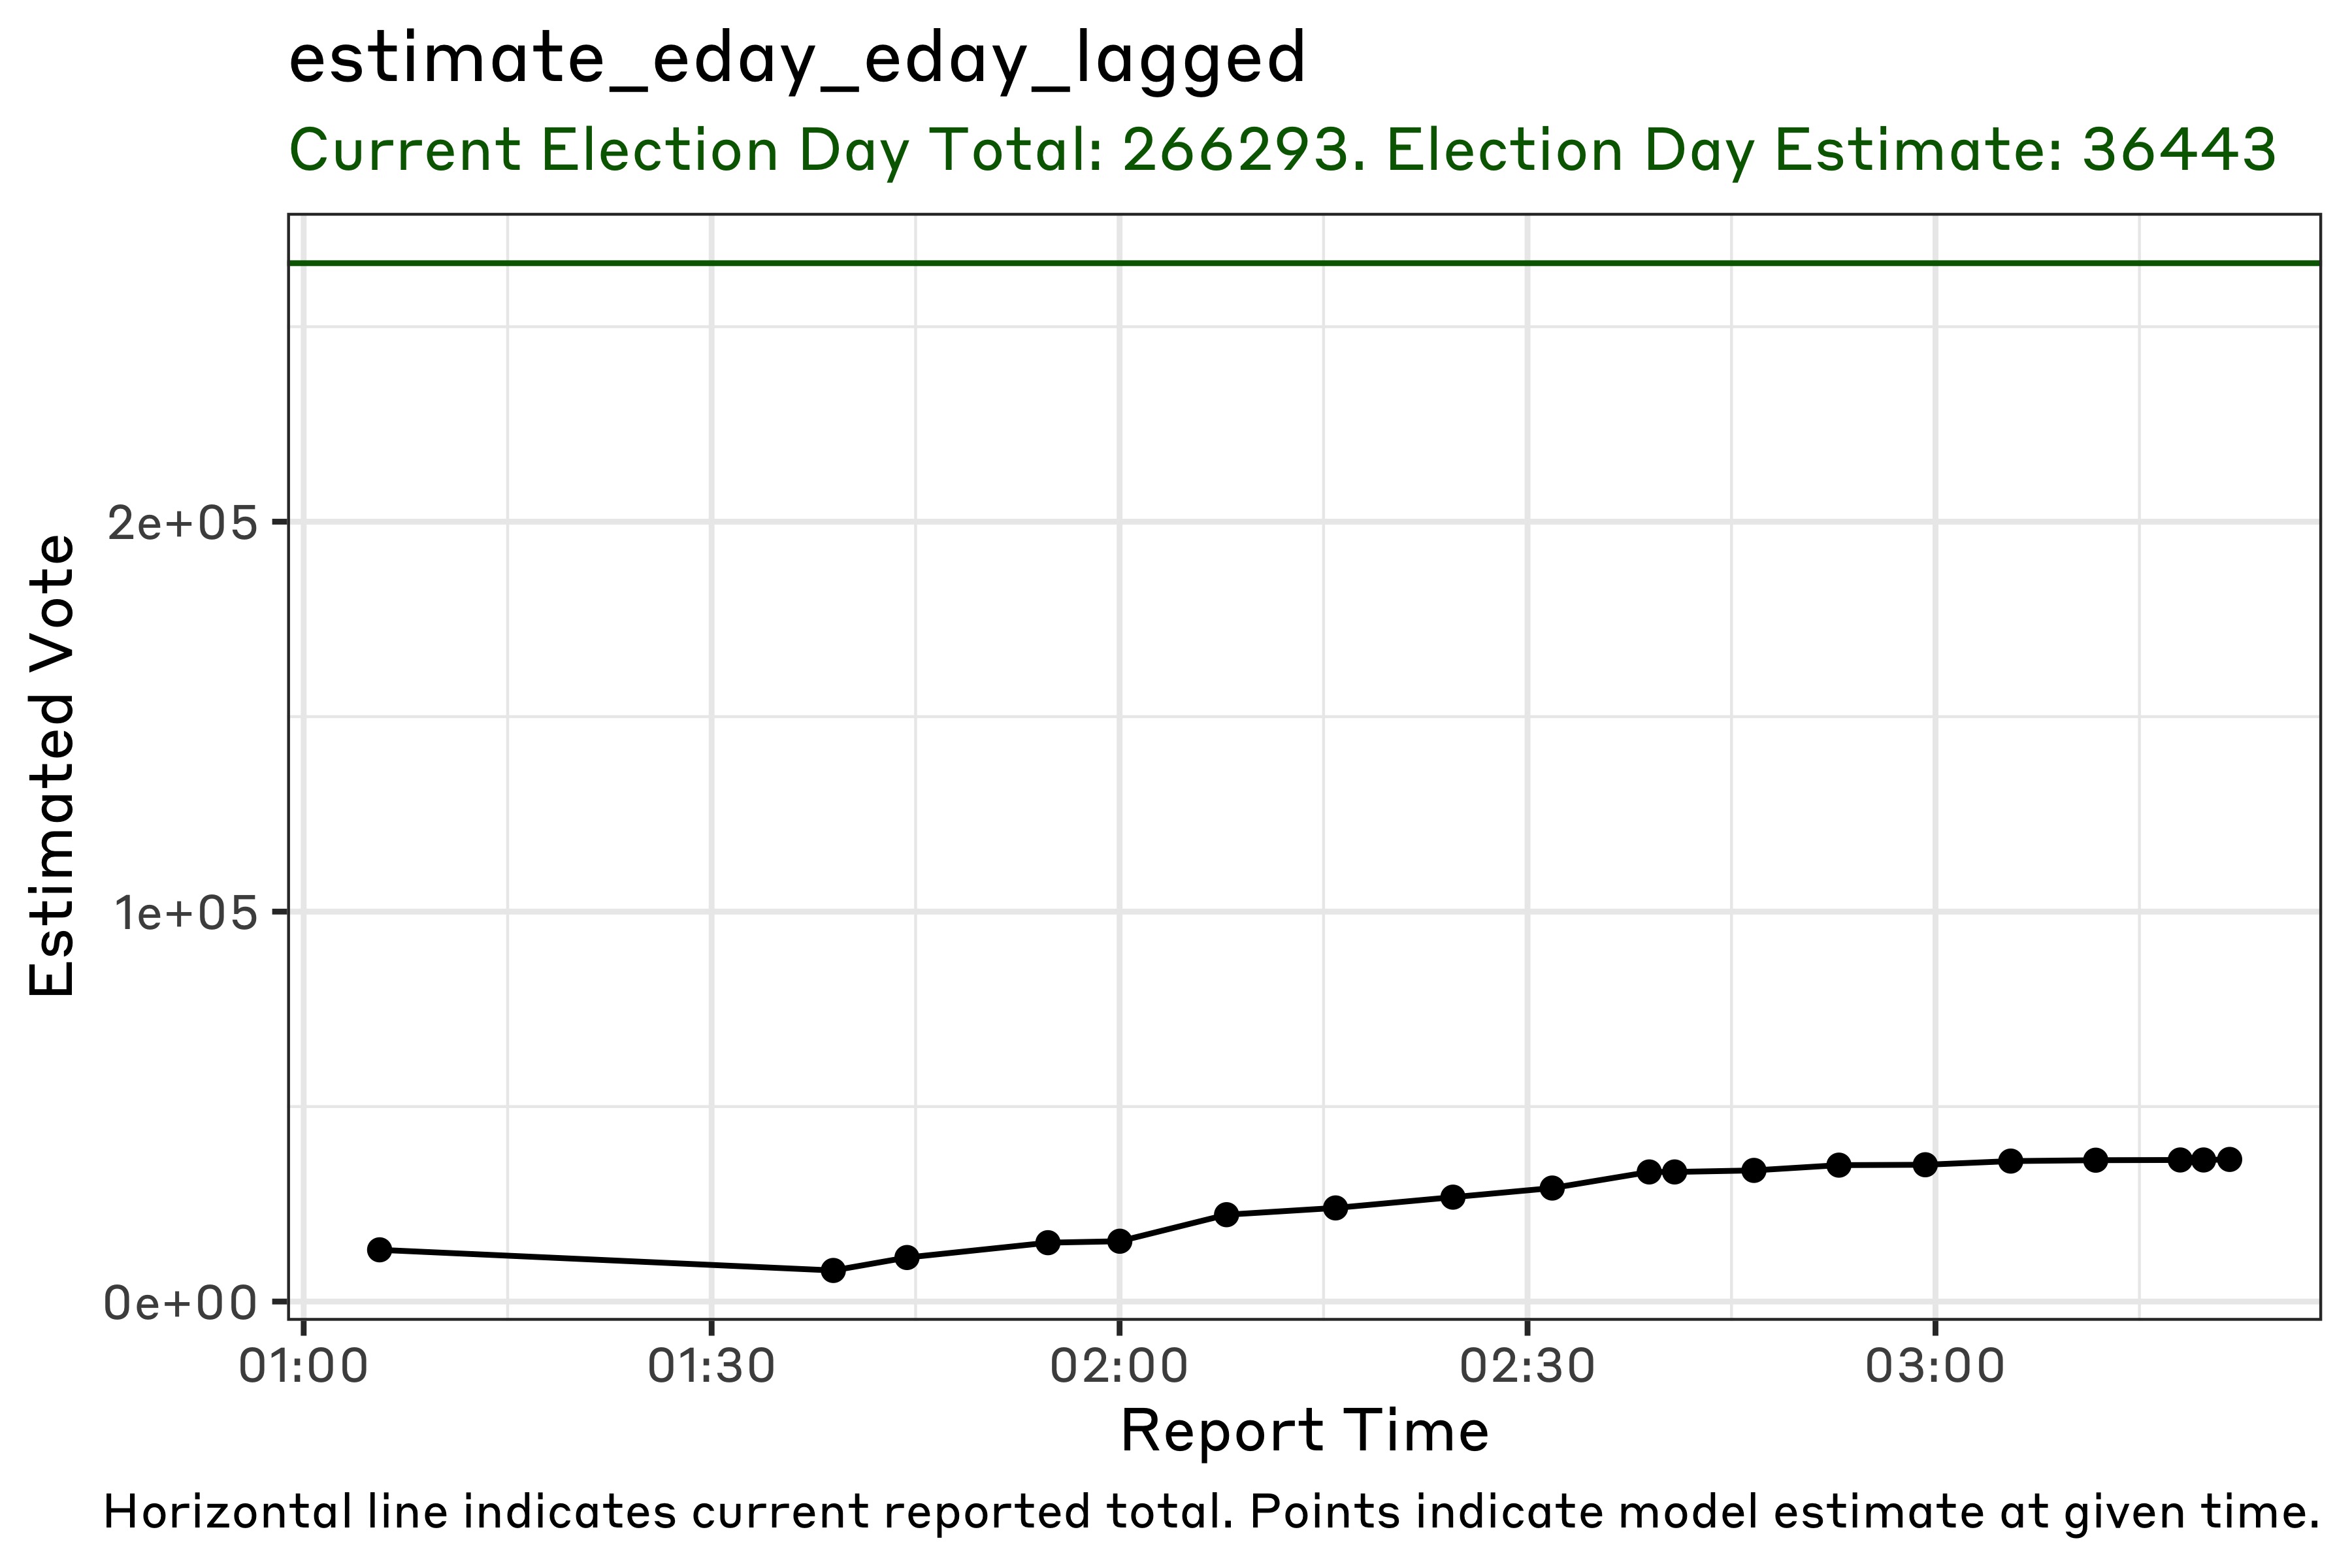 estimate_eday_eday_lagged
Current Election Day Total: 266293. Election Day Estimate: 36443
Estimated Vote
2e+05
1e+05
0e+00
01:00 01:30 02:00 02:30 03:00
Report Time
Horizontal line indicates current reported total. Points indicate model estimate at given time.